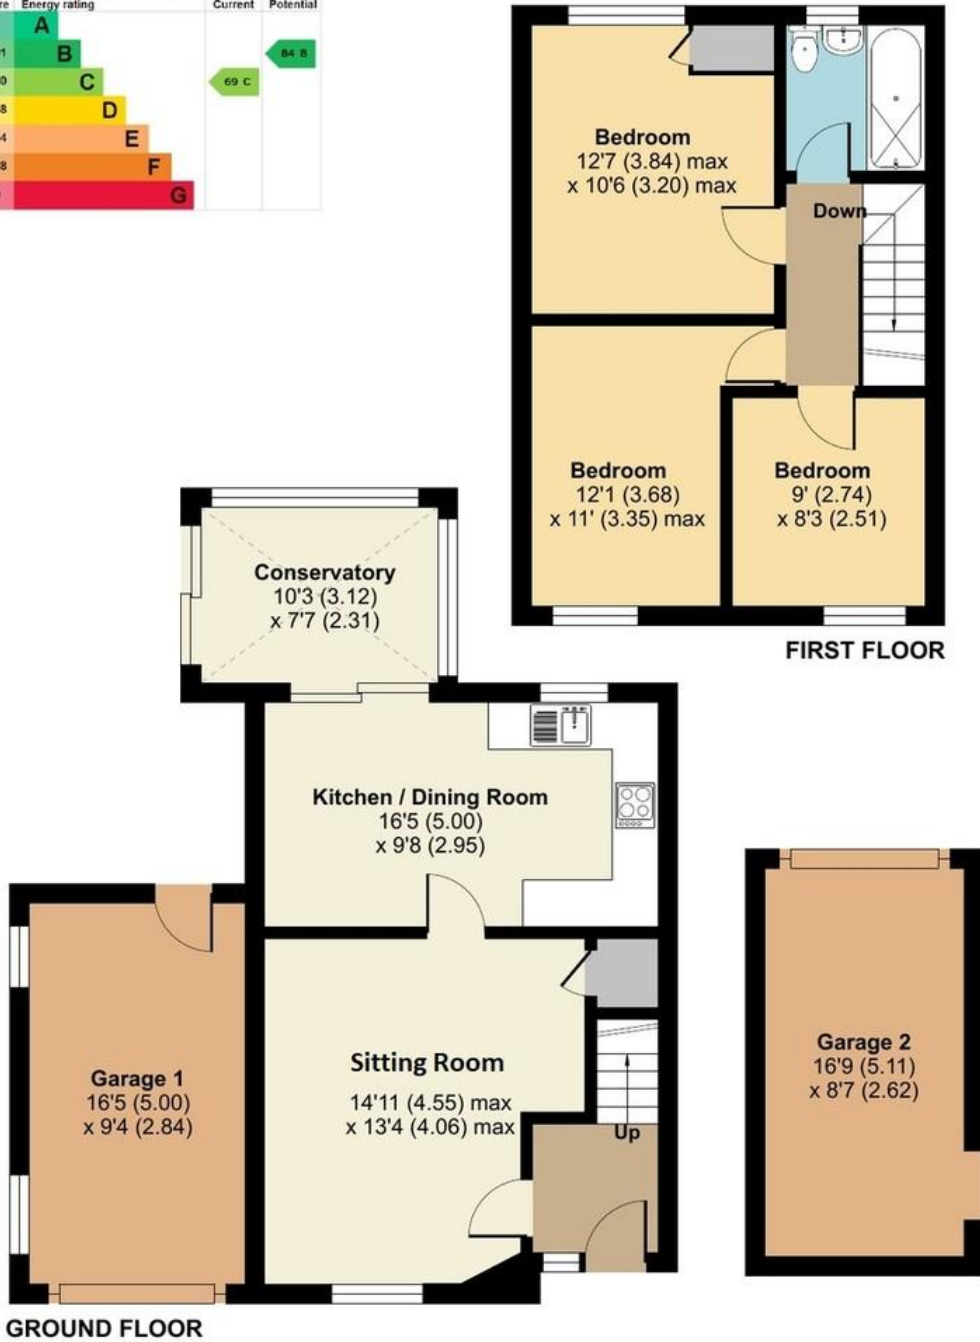 Energy rating
Current
Potential
A
B
84 B
C
69 C
D
E
F
G
Bedroom
12'7 (3.84) max
x 10'6 (3.20) max
Down
Bedroom
12'1 (3.68)
x 11' (3.35) max
Bedroom
9' (2.74)
x 8'3 (2.51)
FIRST FLOOR
Conservatory
10'3 (3.12)
x 7'7 (2.31)
Kitchen / Dining Room
16'5 (5.00)
x 9'8 (2.95)
Sitting Room
14'11 (4.55) max
x 13'4 (4.06) max
Up
Garage 1
16'5 (5.00)
x 9'4 (2.84)
Garage 2
16'9 (5.11)
x 8'7 (2.62)
GROUND FLOOR